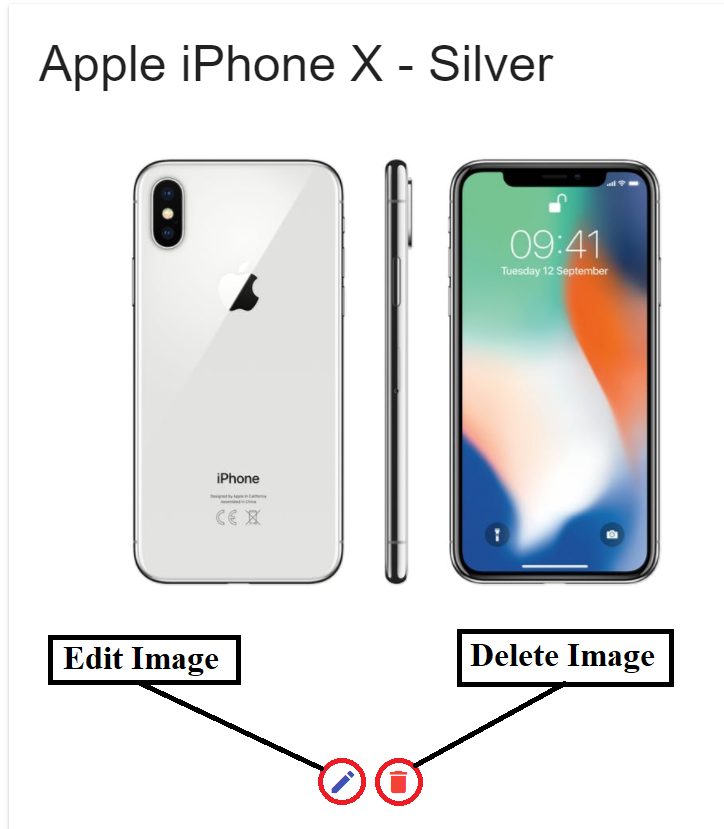 Apple iPhone X - Silver
09:41
Tuesday 12 September
iPhone
Designed by Apple in California
Assembled in China
CE
Edit Image
Delete Image